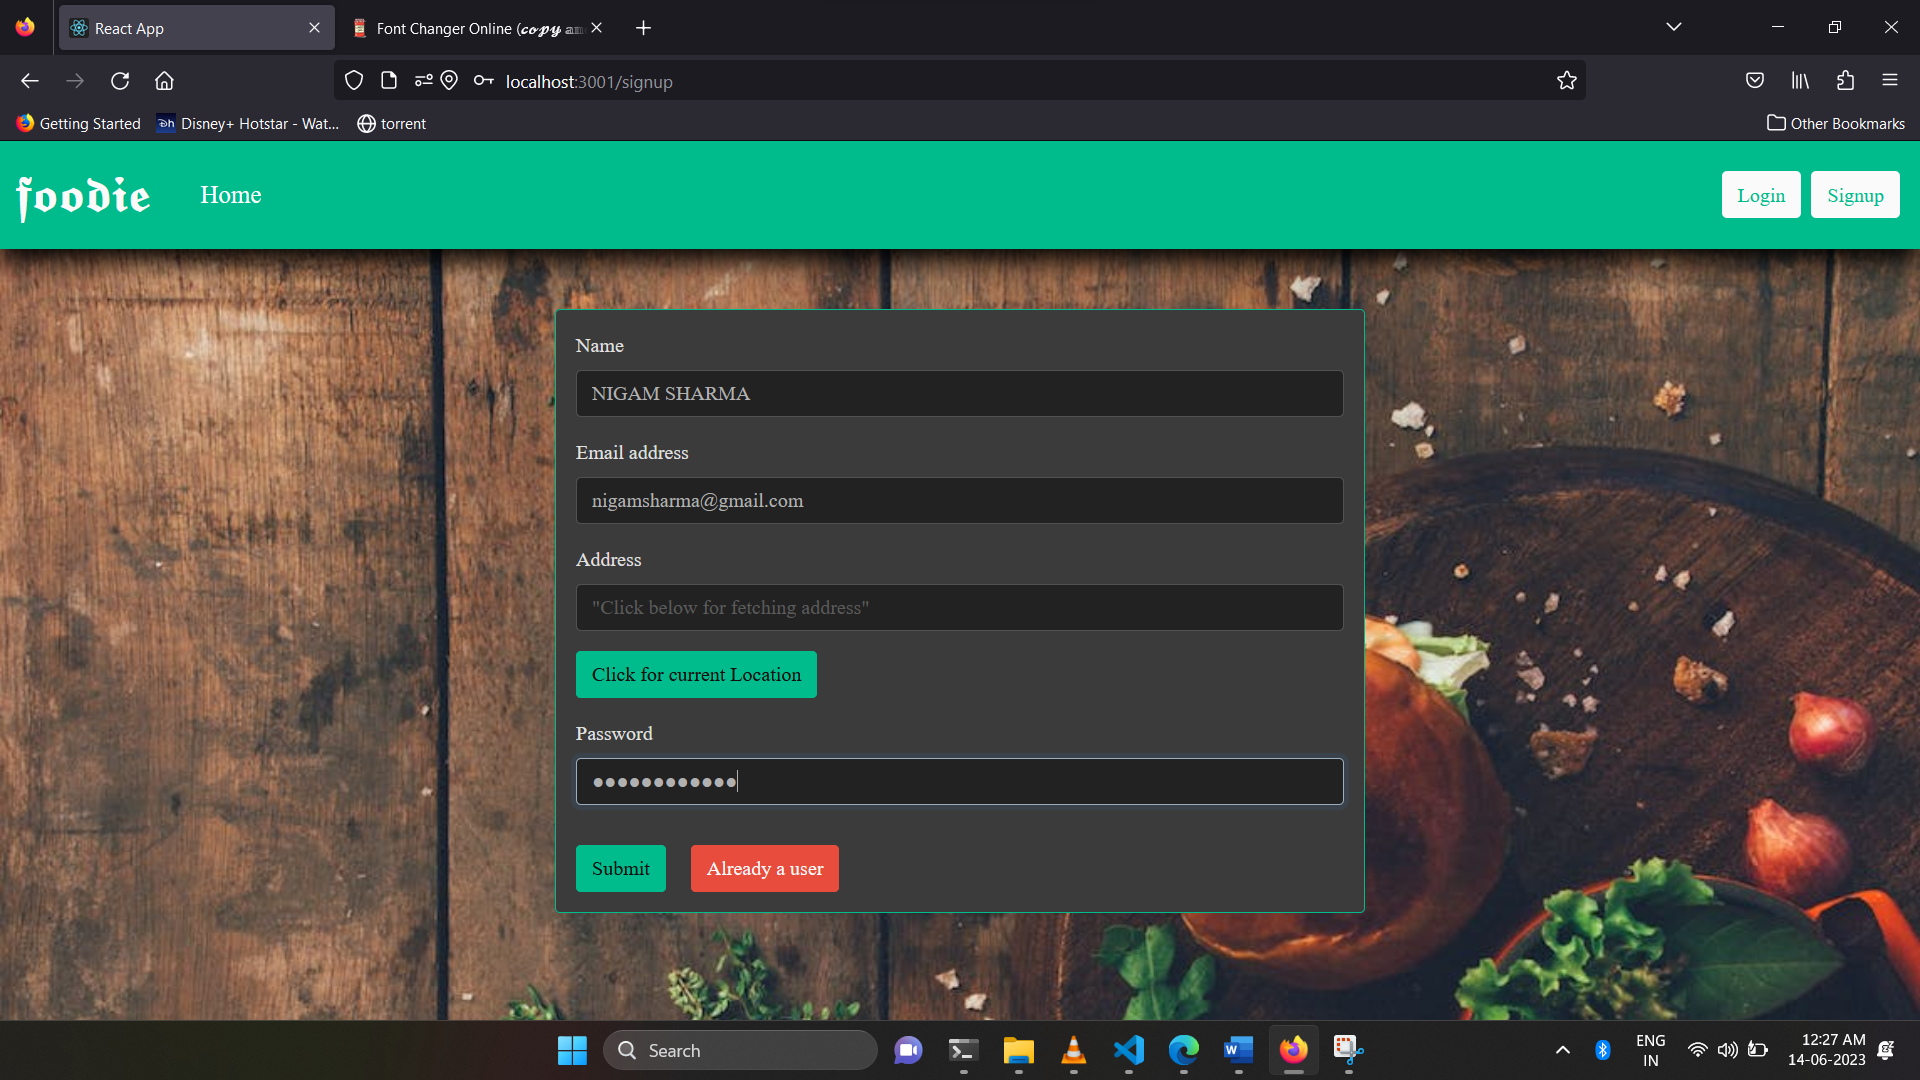 React App
Font Changer Online (𝓬𝓸𝓹𝔂 an
localhost:3001/signup
Getting Started
Disney+ Hotstar - Wat...
torrent
Other Bookmarks
𝖋𝖔𝖔𝖉𝖎𝖊
Home
Login
Signup
Name
NIGAM SHARMA
Email address
nigamsharma@gmail.com
Address
"Click below for fetching address"
Click for current Location
Password
●●●●●●●●●●●●
Submit
Already a user
Search
ENG
IN
12:27 AM
14-06-2023